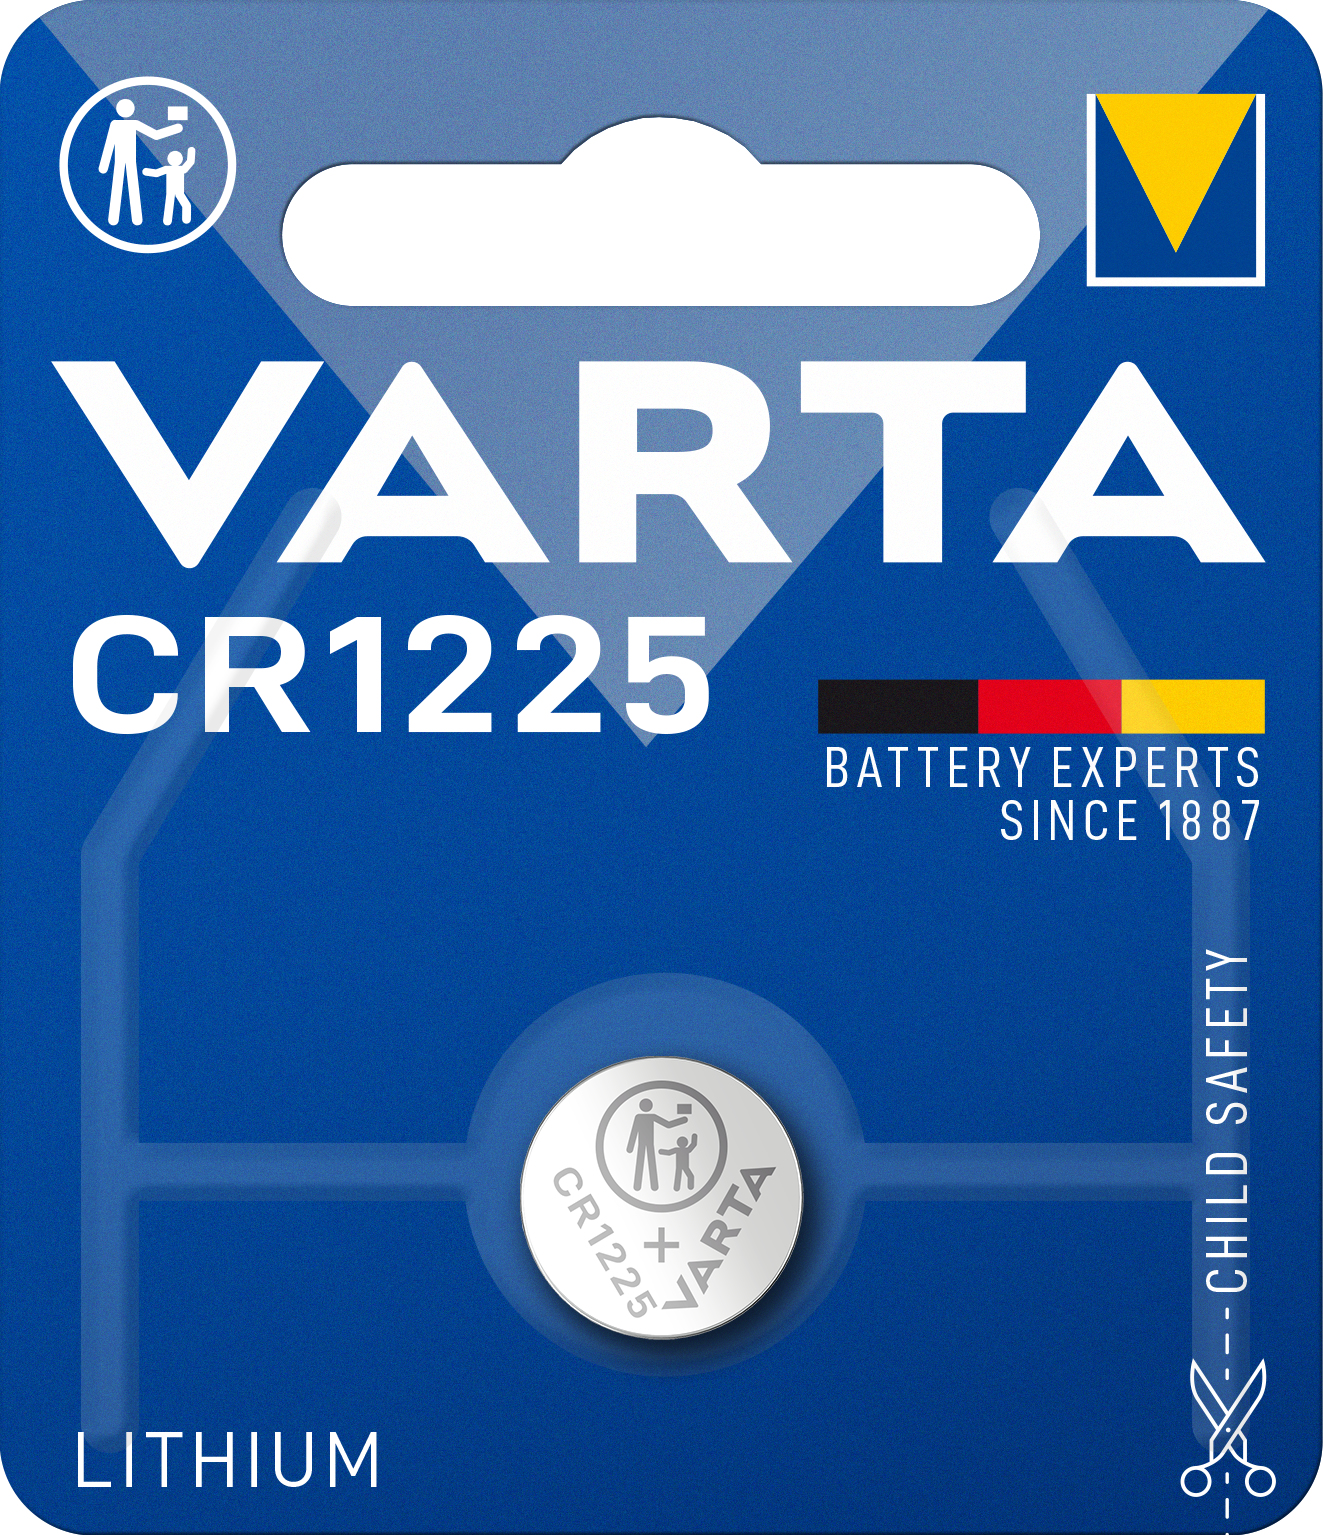 VARTA
CR1225
BATTERY EXPERTS
SINCE 1887
CHILD SAFETY
CR1225
+
VARTA
LITHIUM